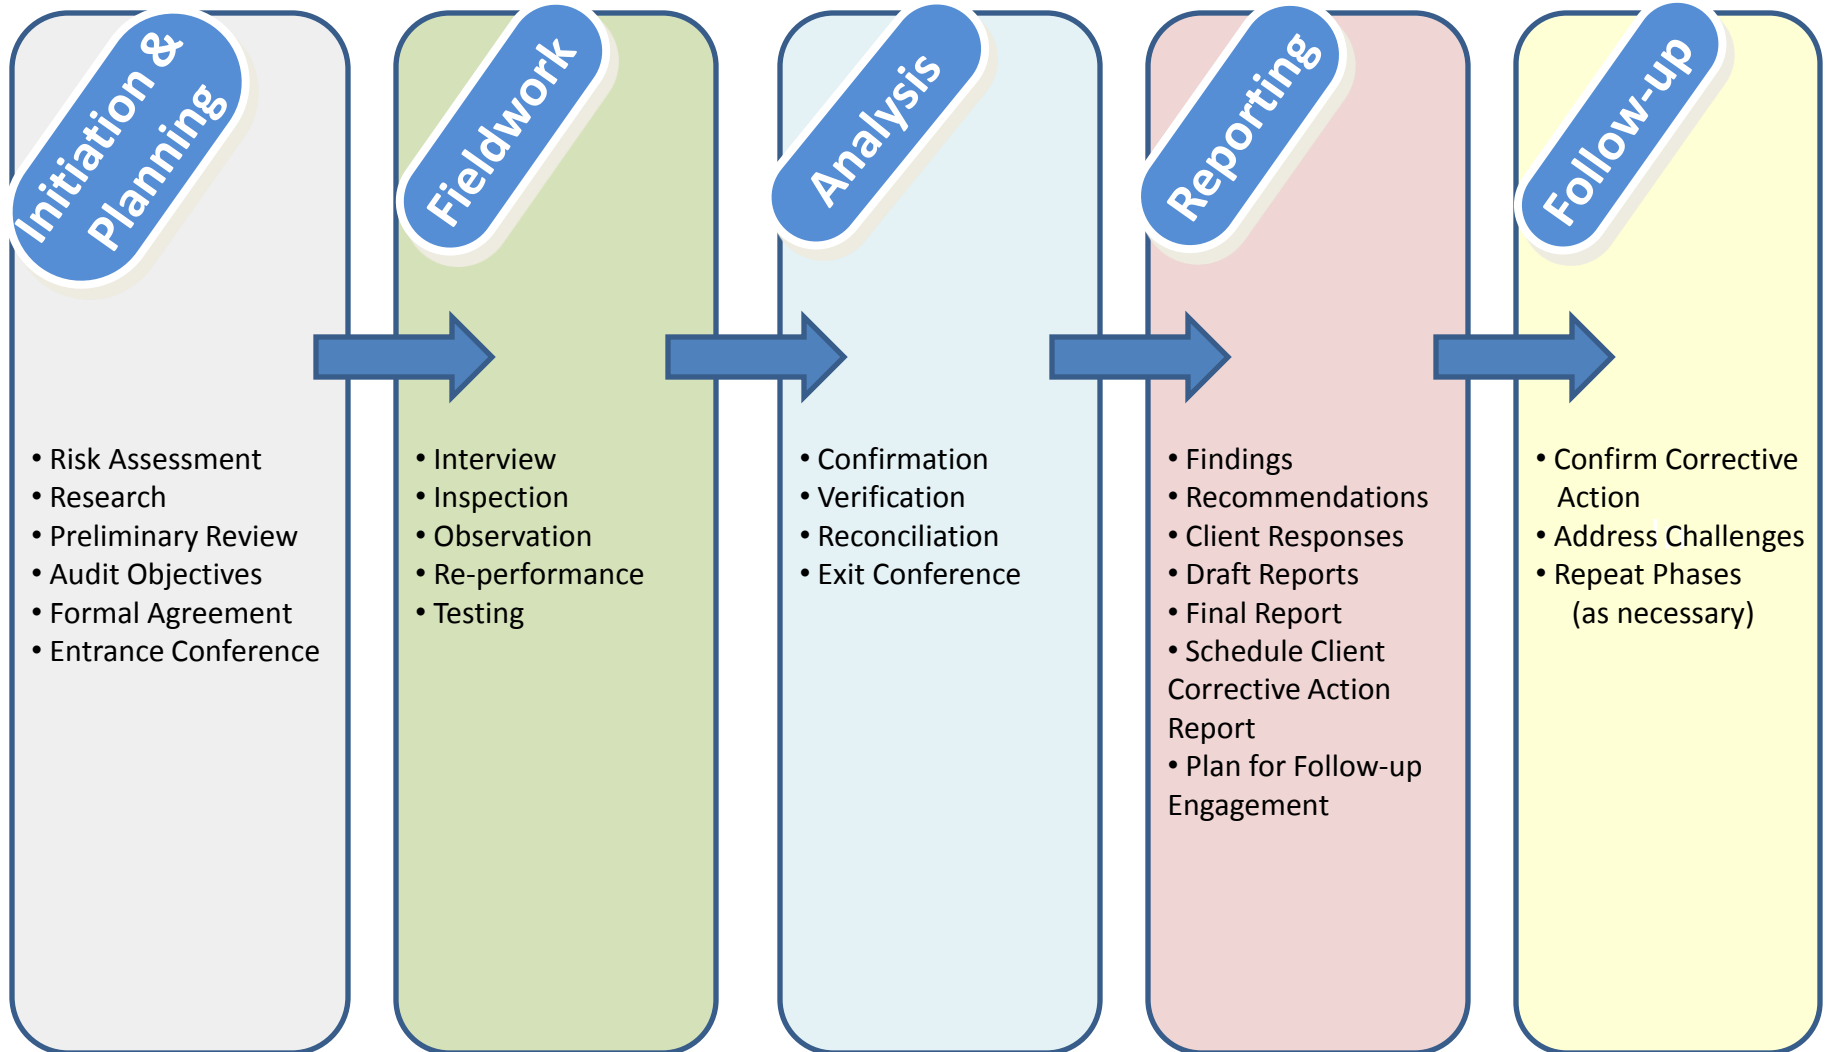 Initiation &
Planning
• Risk Assessment
• Research
• Preliminary Review
• Audit Objectives
• Formal Agreement
• Entrance Conference
Fieldwork
• Interview
• Inspection
• Observation
• Re-performance
• Testing
Analysis
• Confirmation
• Verification
• Reconciliation
• Exit Conference
Reporting
• Findings
• Recommendations
• Client Responses
• Draft Reports
• Final Report
• Schedule Client
Corrective Action
Report
• Plan for Follow-up
Engagement
Follow-up
• Confirm Corrective
Action
• Address Challenges
• Repeat Phases
(as necessary)